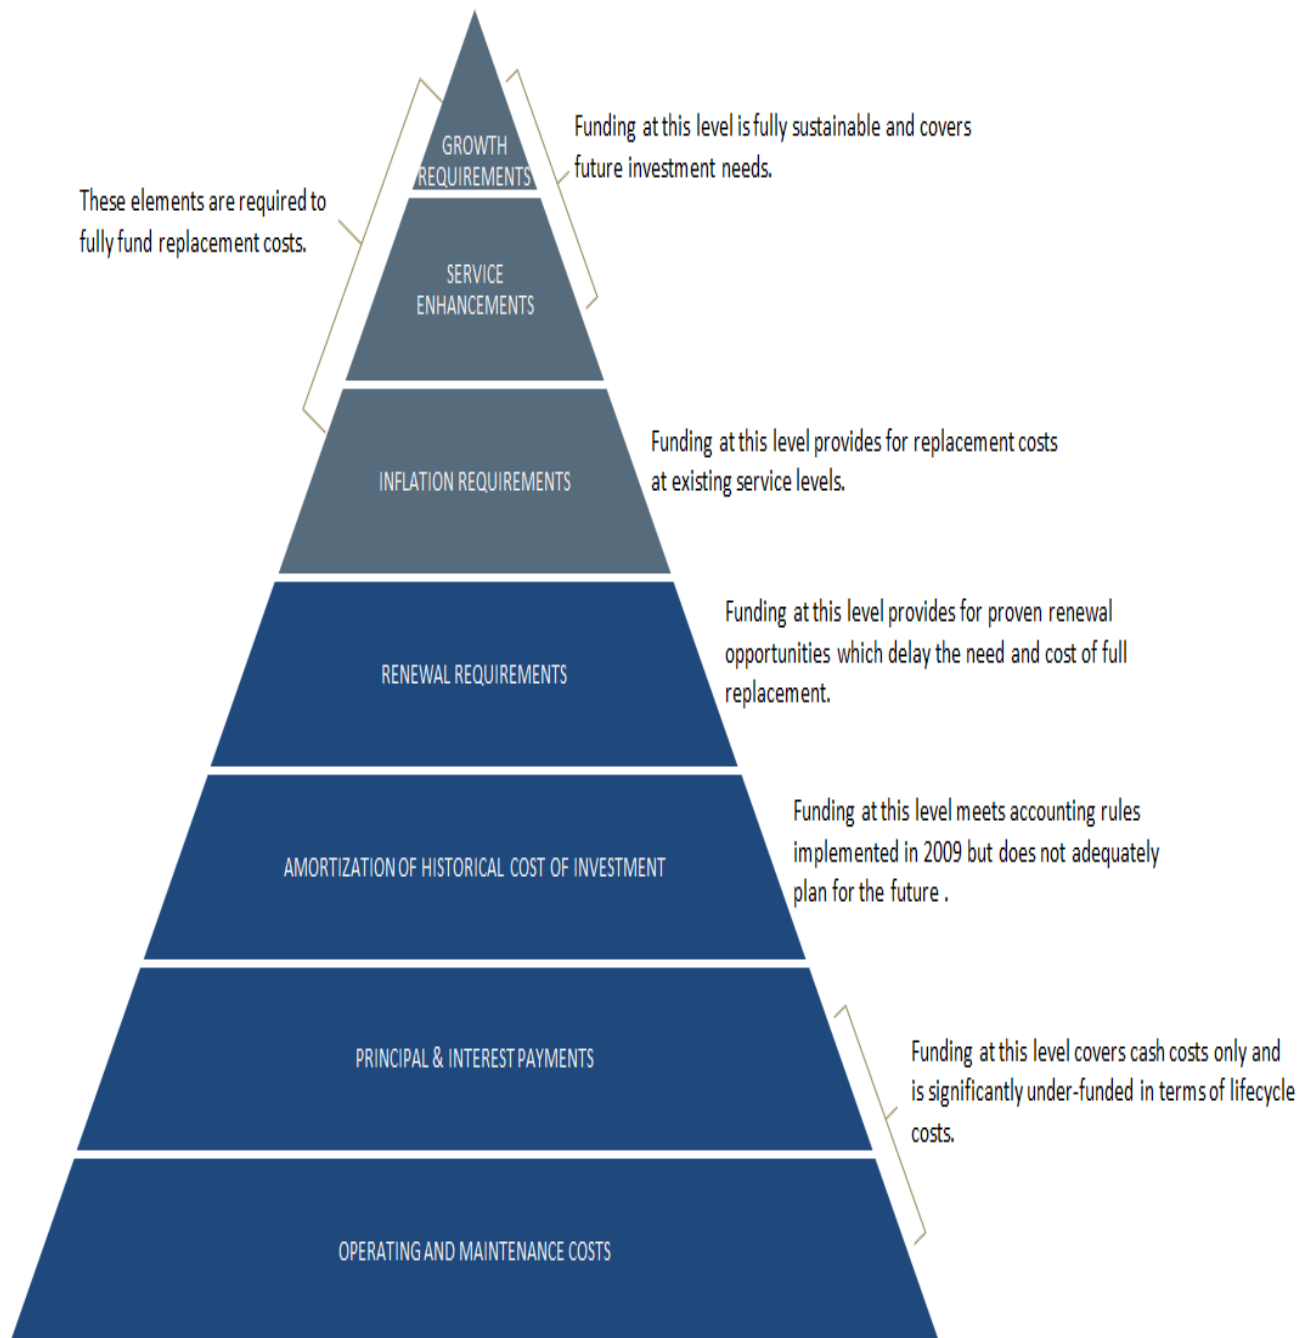 GROWTH
REQUIREMENTS
Funding at this level is fully sustainable and covers
future investment needs.
These elements are required to
fully fund replacement costs.
SERVICE
ENHANCEMENTS
INFLATION REQUIREMENTS
Funding at this level provides for replacement costs
at existing service levels.
RENEWAL REQUIREMENTS
Funding at this level provides for proven renewal
opportunities which delay the need and cost of full
replacement.
AMORTIZATION OF HISTORICAL COST OF INVESTMENT
Funding at this level meets accounting rules
implemented in 2009 but does not adequately
plan for the future .
PRINCIPAL & INTEREST PAYMENTS
Funding at this level covers cash costs only and
is significantly under-funded in terms of lifecycle
costs.
OPERATING AND MAINTENANCE COSTS